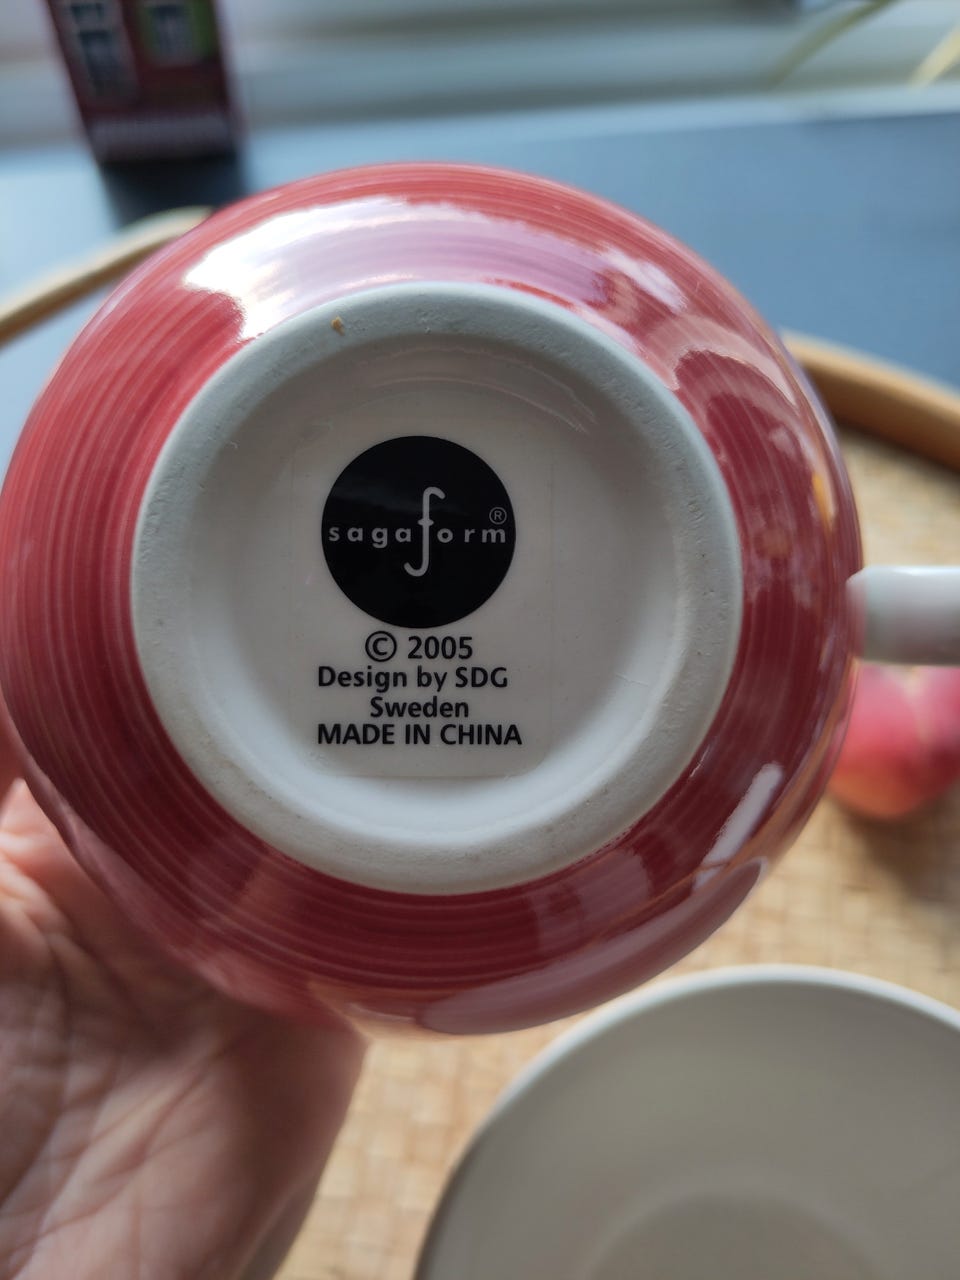 sagaform®
© 2005
Design by SDG
Sweden
MADE IN CHINA